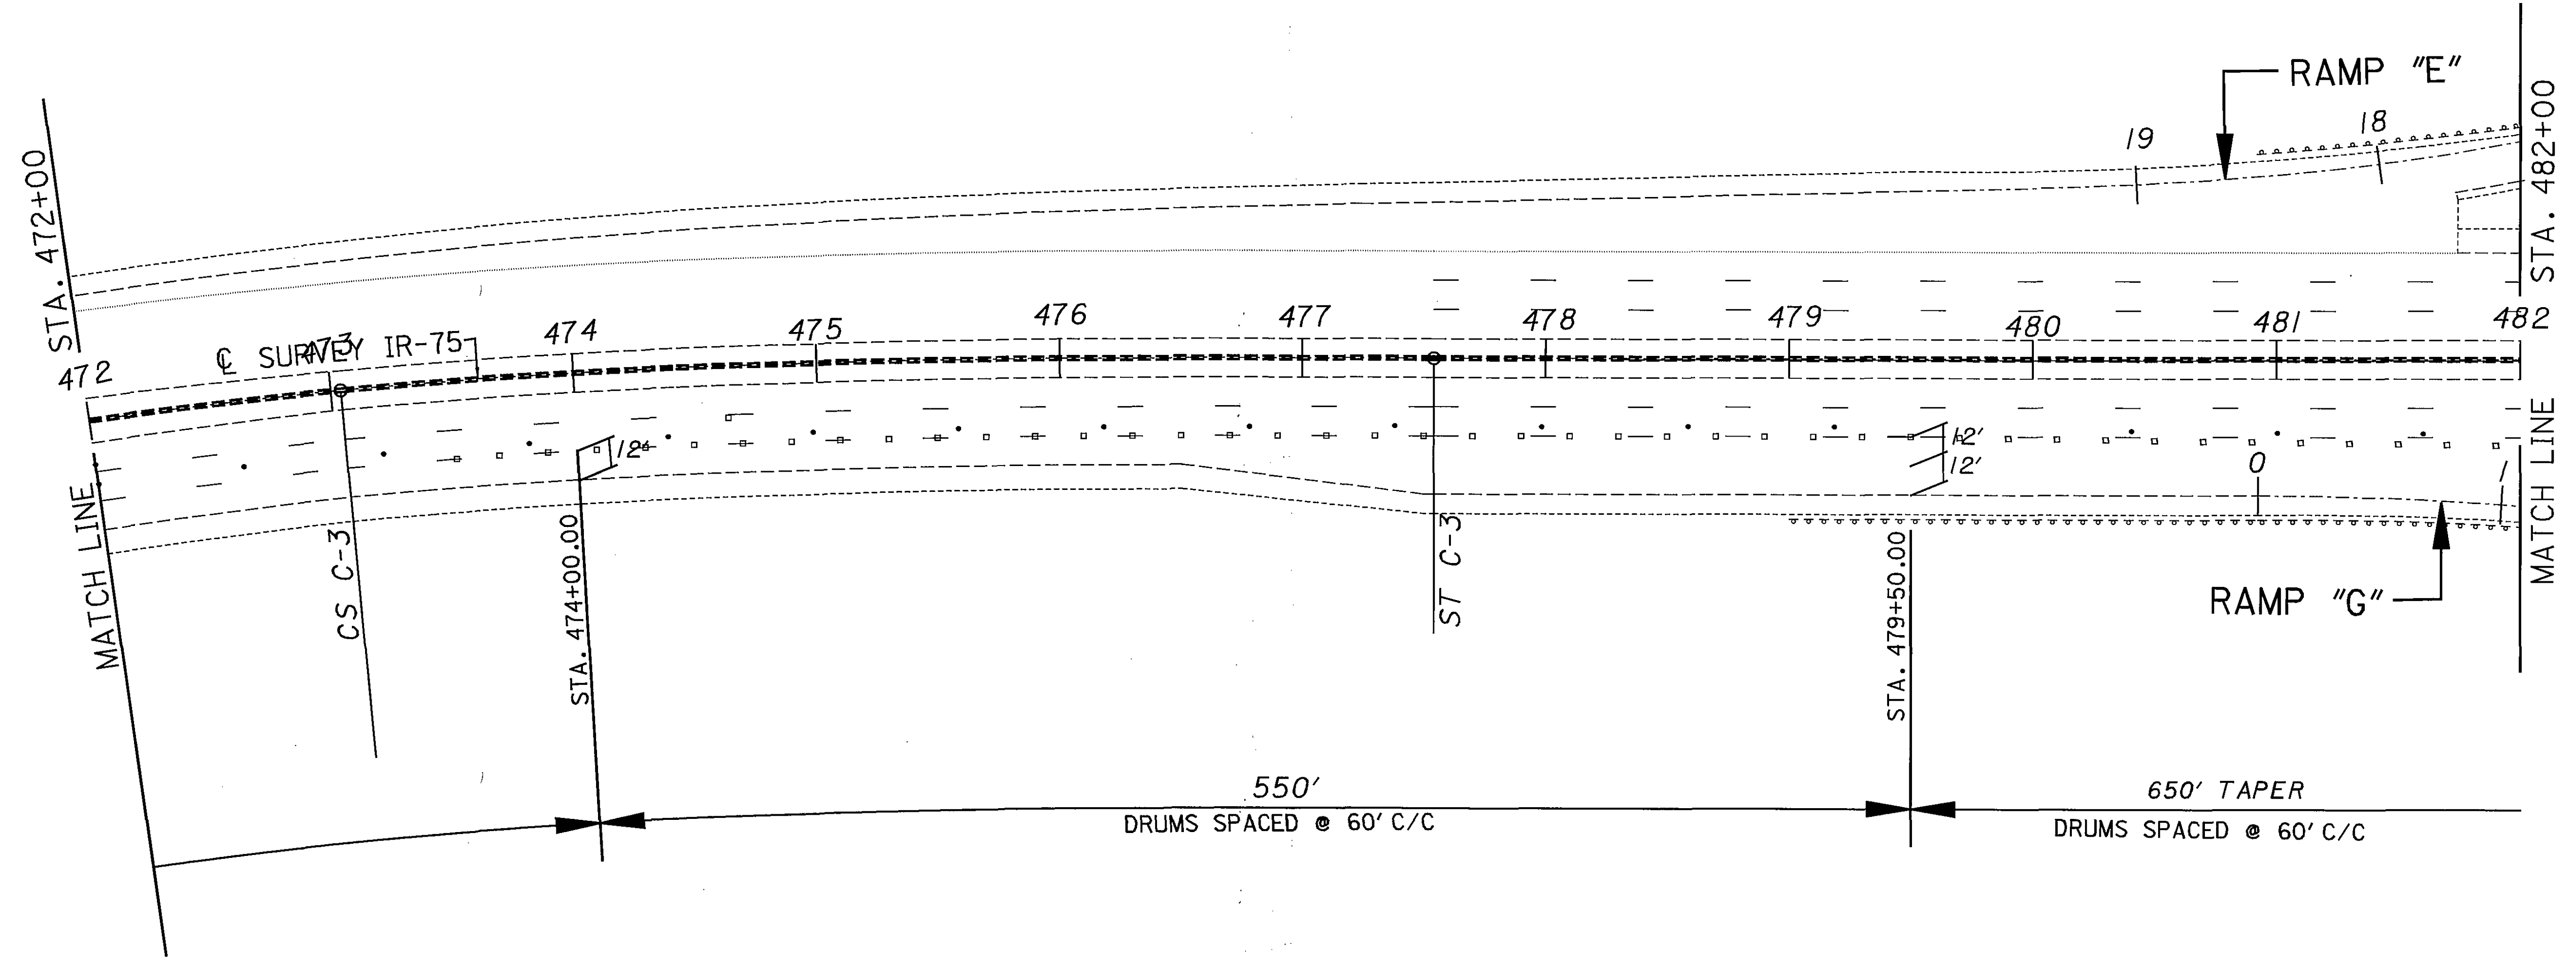 RAMP "E"
18
19
STA. 472+00
STA. 482+00
472
℄ SURVEY IR-75
473
474
475
476
477
478
479
480
481
482
12'
12'
12'
0
1
MATCH LINE
MATCH LINE
CS C-3
STA. 474+00.00
ST C-3
STA. 479+50.00
RAMP "G"
550'
DRUMS SPACED @ 60' C/C
650' TAPER
DRUMS SPACED @ 60' C/C